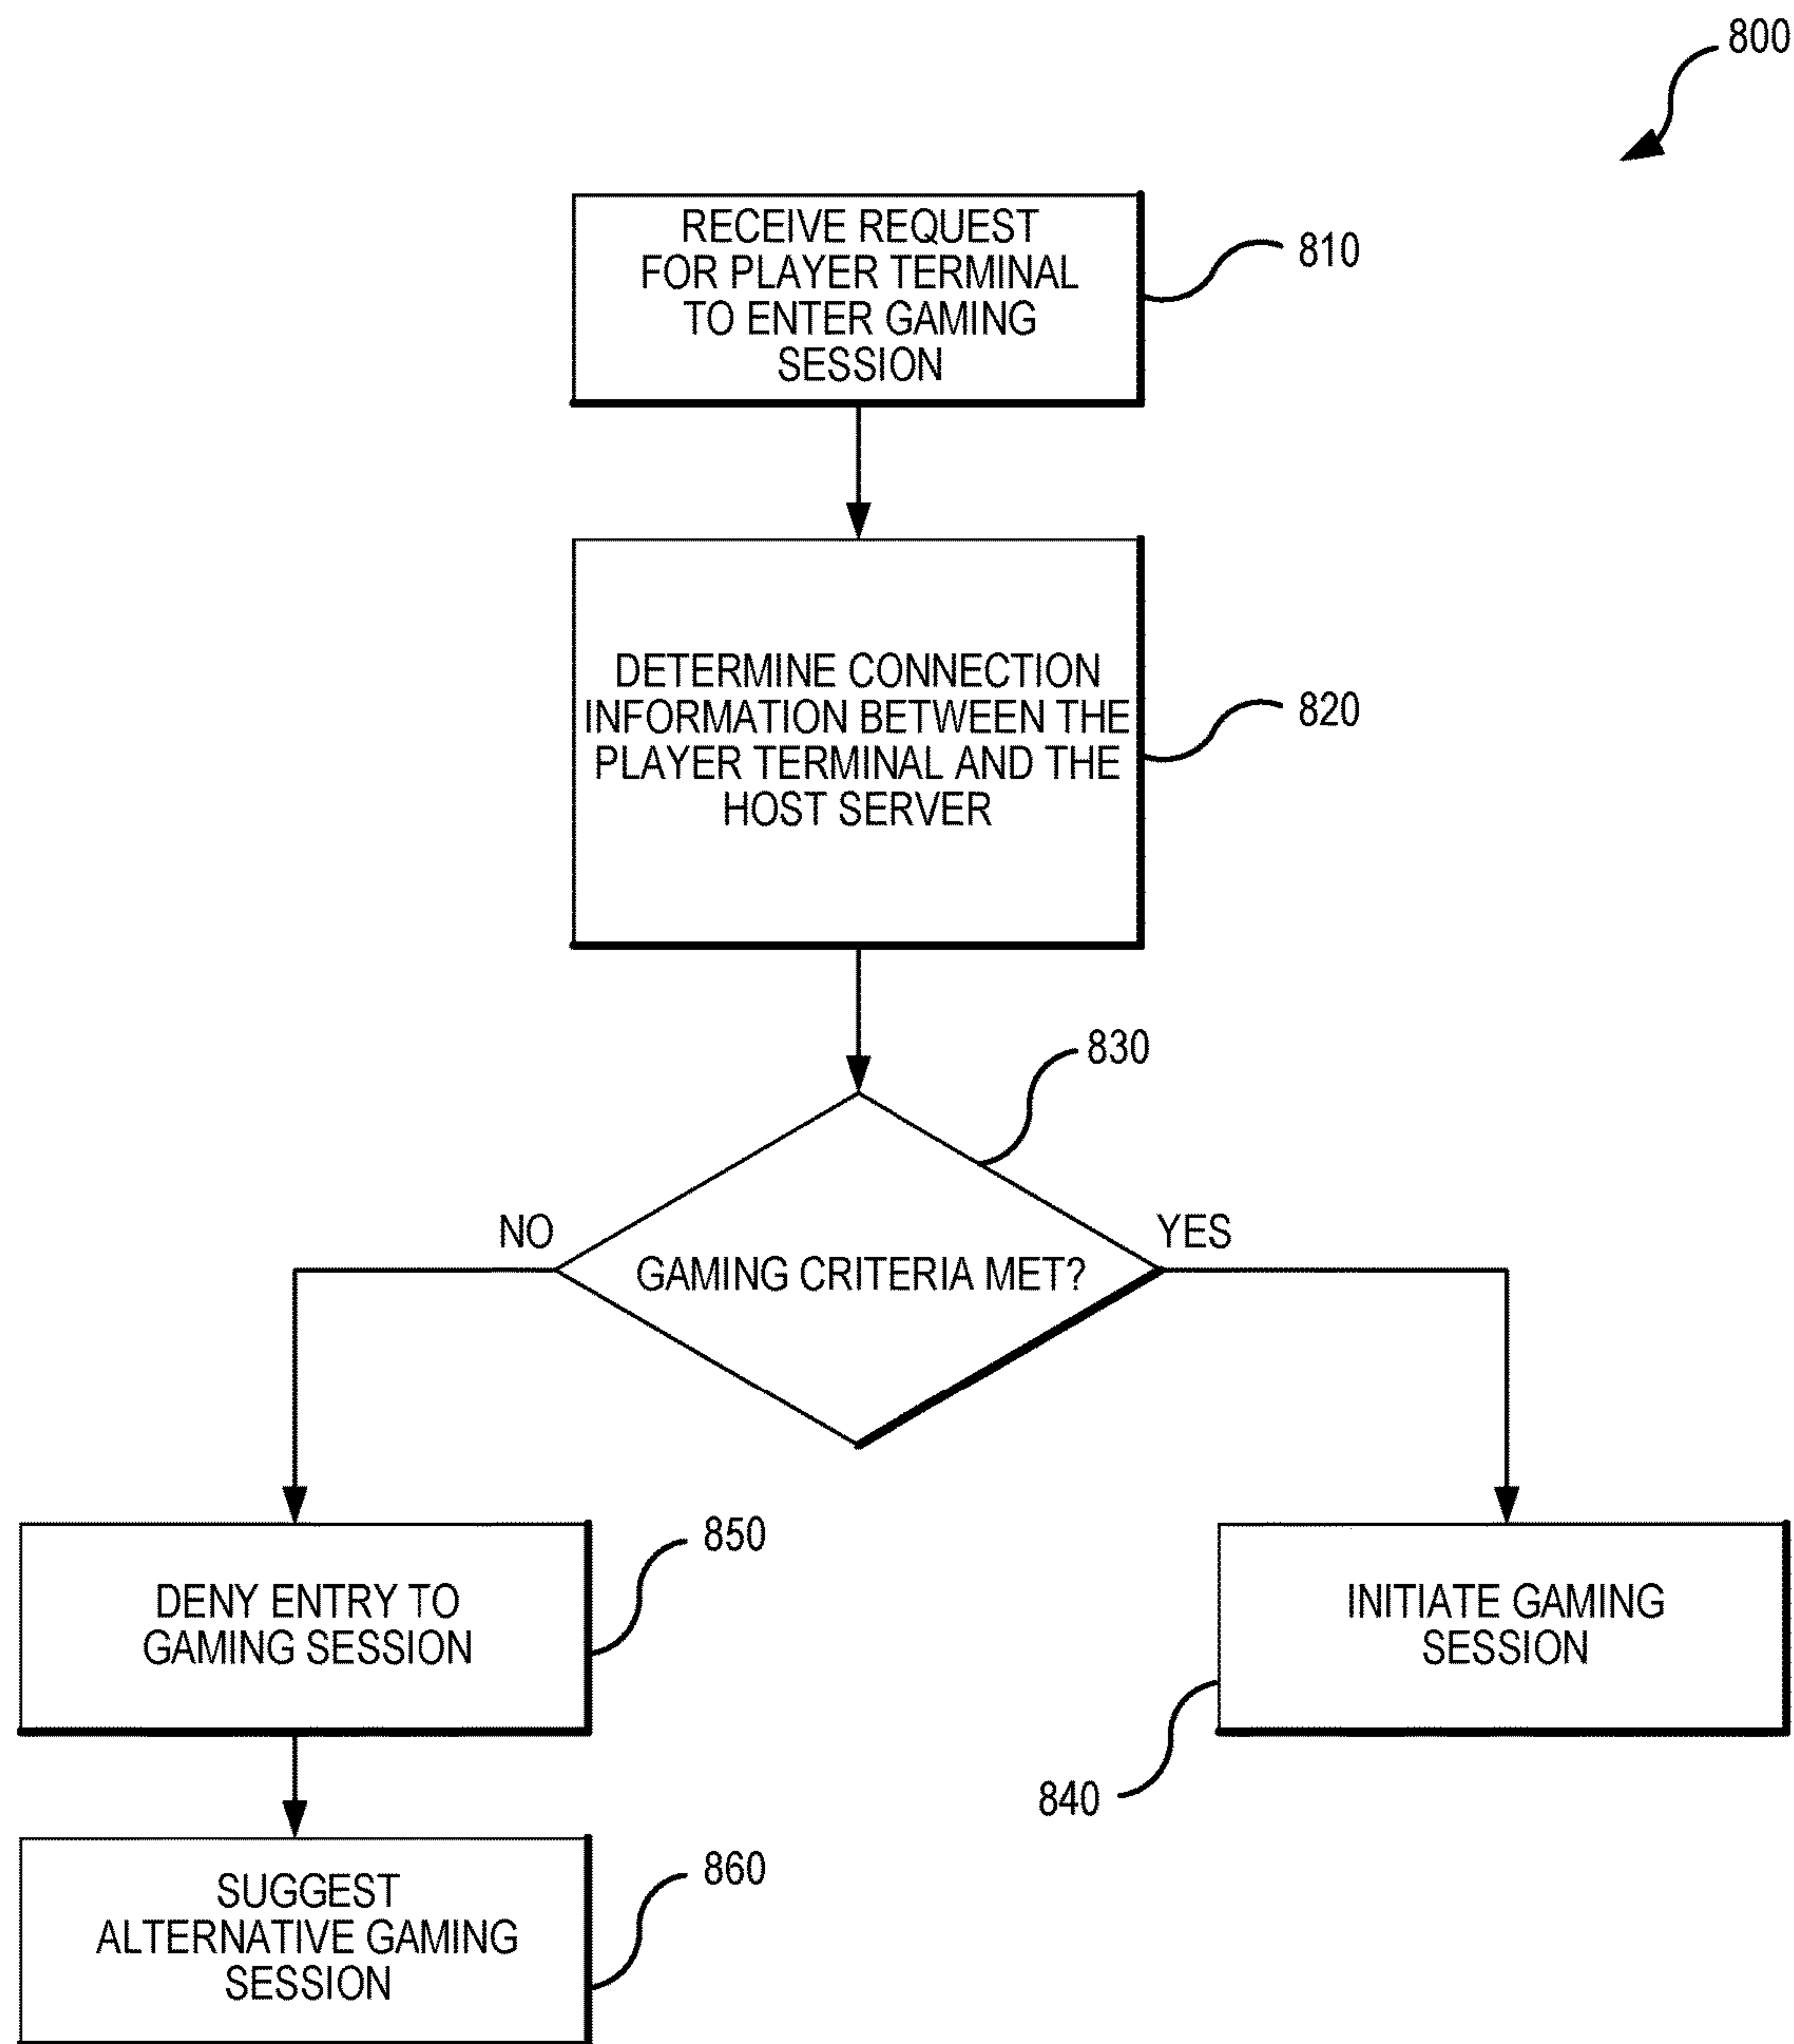 800
RECEIVE REQUEST
FOR PLAYER TERMINAL
TO ENTER GAMING
SESSION
810
DETERMINE CONNECTION
INFORMATION BETWEEN THE
PLAYER TERMINAL AND THE
HOST SERVER
820
830
NO
YES
GAMING CRITERIA MET?
850
DENY ENTRY TO
GAMING SESSION
INITIATE GAMING
SESSION
840
860
SUGGEST
ALTERNATIVE GAMING
SESSION